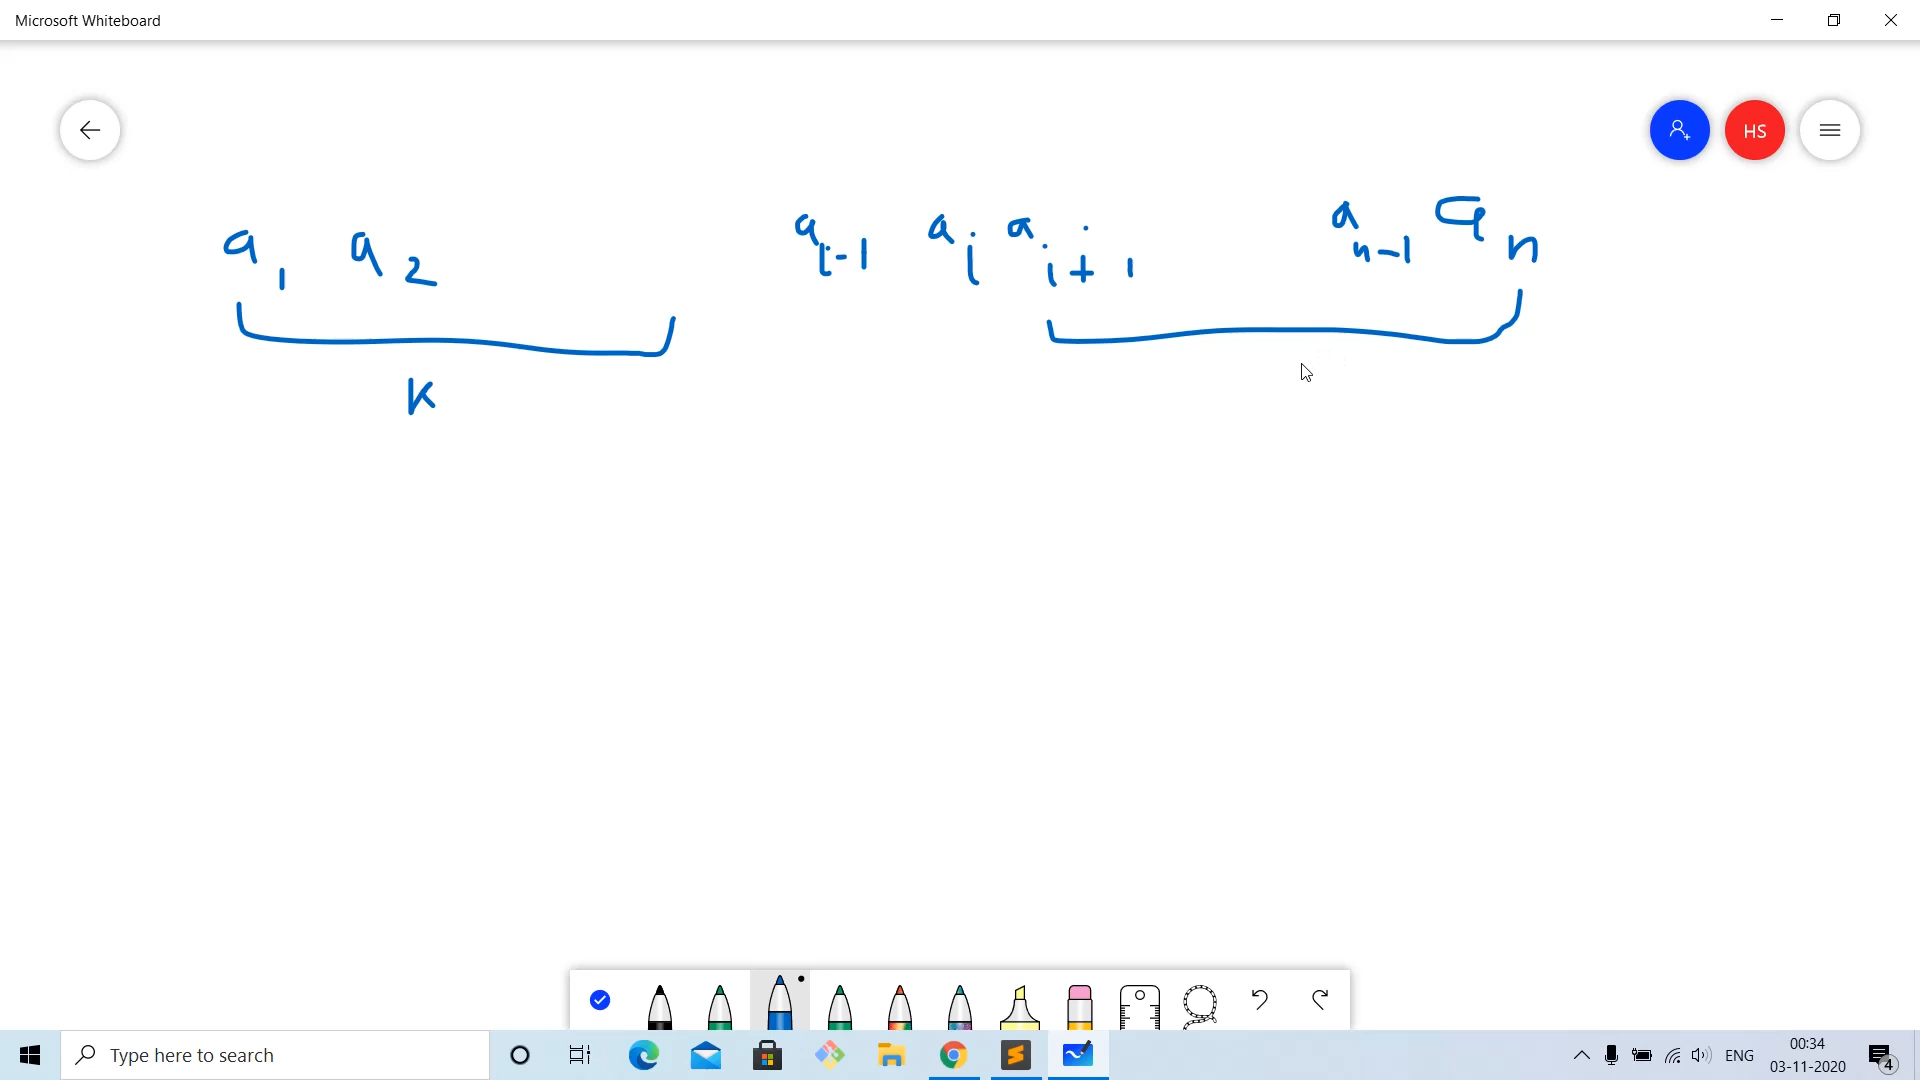 Microsoft Whiteboard
HS
a1 a2 ai-1 ai ai+1 an-1 an
K
Type here to search
ENG
00:34
03-11-2020
4